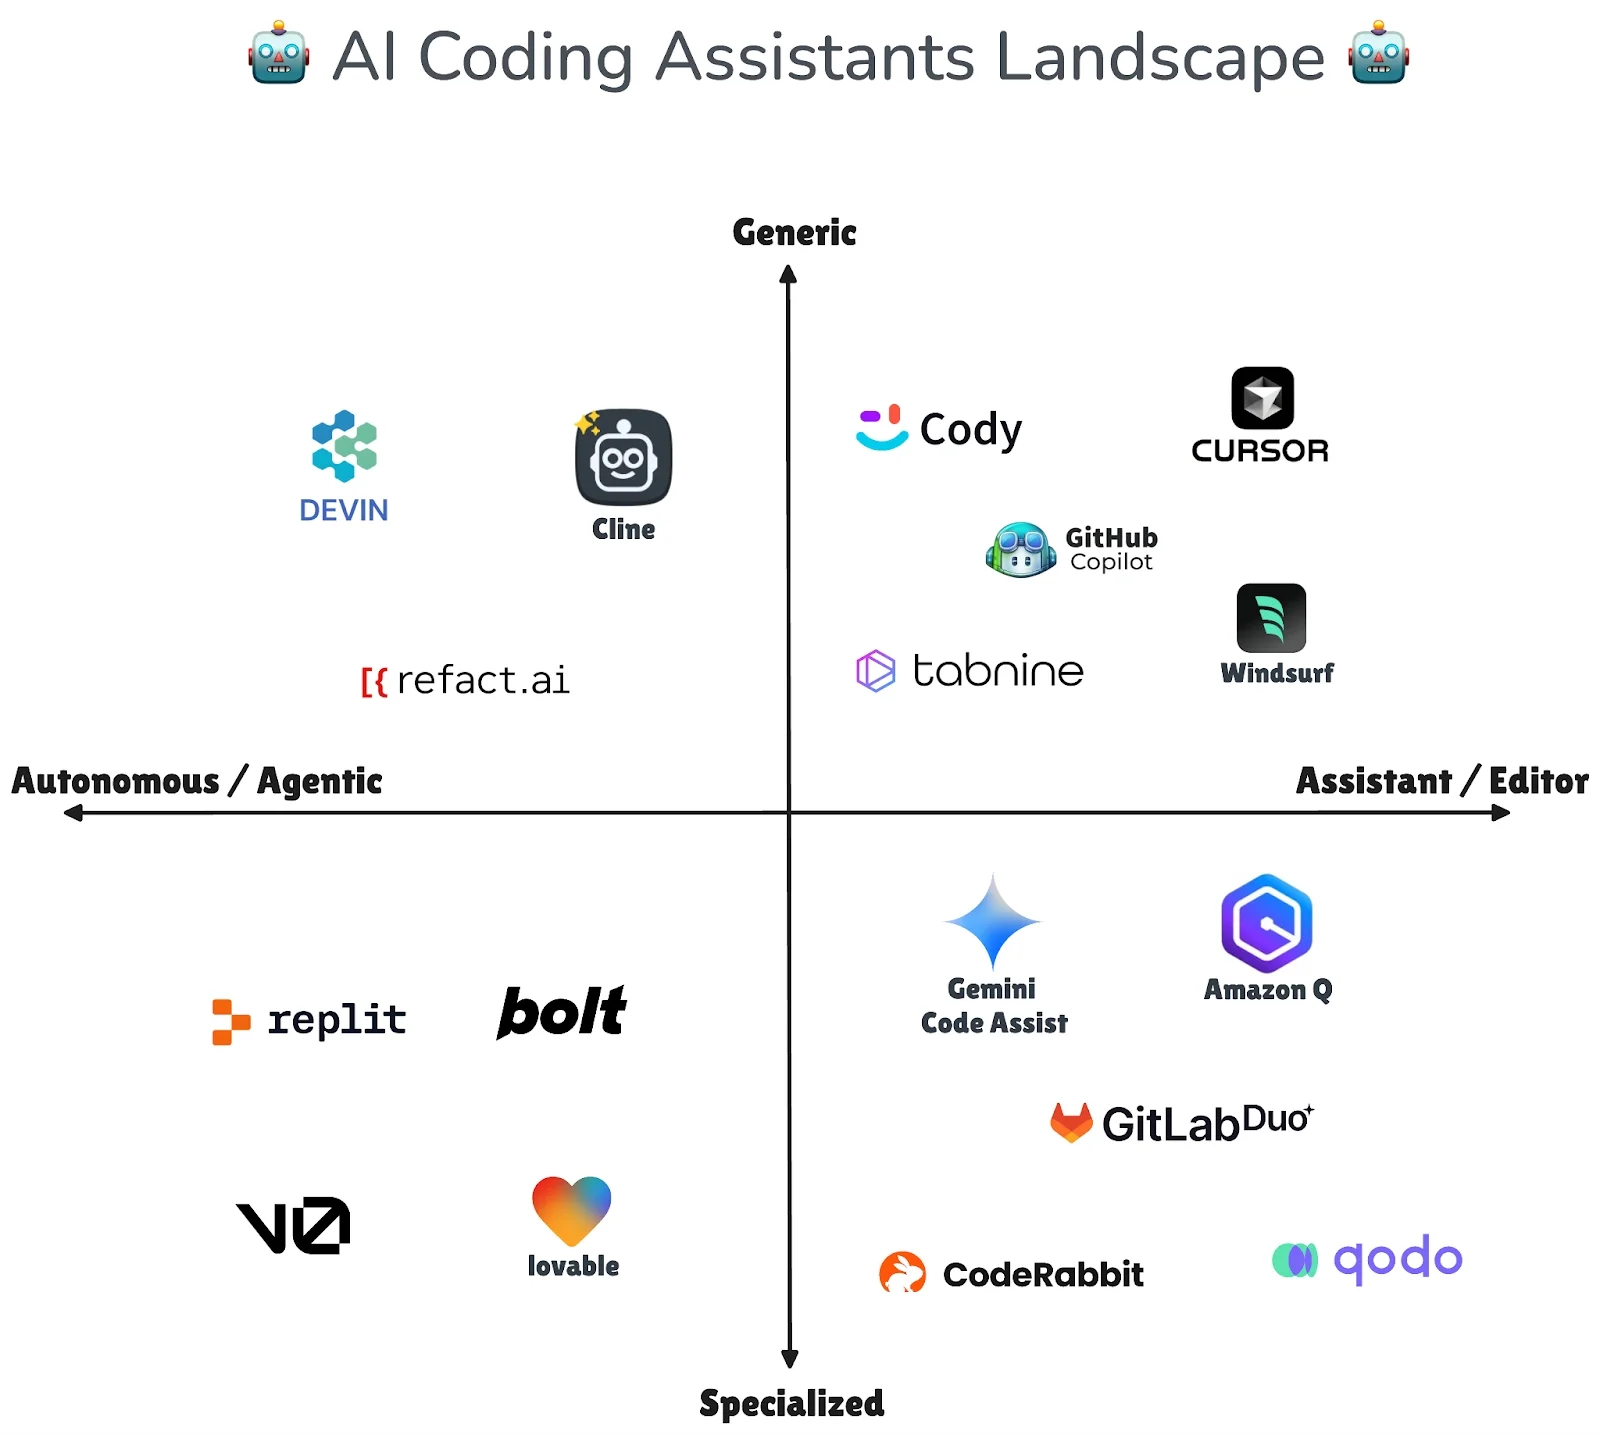 AI Coding Assistants Landscape
Generic
DEVIN
Cline
[{ refact.ai
Cody
CURSOR
GitHub
Copilot
tabnine
Windsurf
Autonomous / Agentic
Assistant / Editor
replit
bolt
v0
lovable
Gemini
Code Assist
Amazon Q
GitLab Duo
CodeRabbit
qodo
Specialized